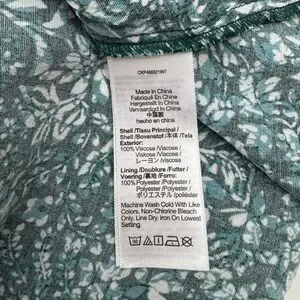 Made In China
Fabriqué En Chine
Hergestellt In China
Vervaardigd In China
中国製
hecho en china
Shell /Tissu Principal /
Shell /Bovenstof /本体 /Tela
Exterior:
100% Viscose /Viscose
/Viscose /Viscose /
レーヨン /viscosa
Lining /Doublure /Futter /
Voering /裏地 /Forro:
100% Polyester /Polyester
/Polyester /Polyester /
ポリエステル /poliéster
Machine Wash Cold With Like
Colors. Non-Chlorine Bleach
Only. Line Dry. Iron On Lowest
Setting.